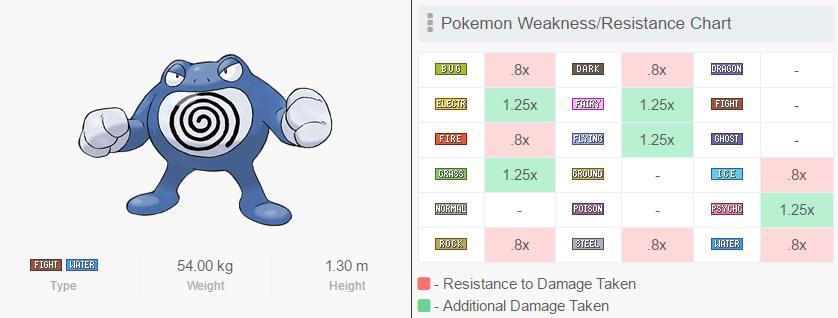 FIGHT WATER 54.00 kg 1.30 m
Type Weight Height
Pokemon Weakness/Resistance Chart
BUG .8x DARK .8x DRAGON -
ELECTR 1.25x FAIRY 1.25x FIGHT -
FIRE .8x FLYING 1.25x GHOST -
GRASS 1.25x GROUND - ICE .8x
NORMAL - POISON - PSYCHC 1.25x
ROCK .8x STEEL .8x WATER .8x
- Resistance to Damage Taken
- Additional Damage Taken